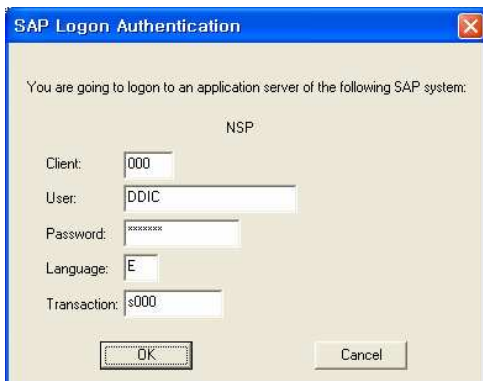 SAP Logon Authentication
You are going to logon to an application server of the following SAP system:
NSP
Client: 000
User: DDIC
Password: *******
Language: E
Transaction: s000
OK Cancel